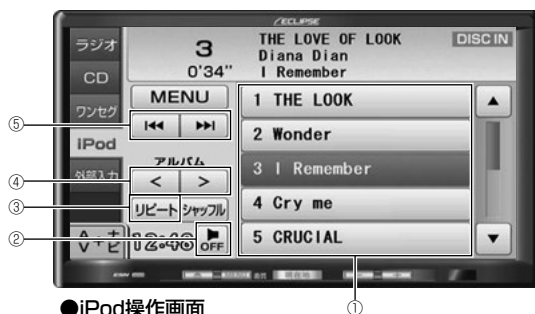 ECLIPSE
ラジオ
CD
ワンセグ
iPod
外部入力
3
0'34"
THE LOVE OF LOOK
Diana Dian
I Remember
DISC IN
MENU
アルバム
< >
リピート シャッフル
A+ナ
V+ビ
12:46
OFF
1 THE LOOK
2 Wonder
3 I Remember
4 Cry me
5 CRUCIAL
⑤
④
③
②
①
●iPod操作画面